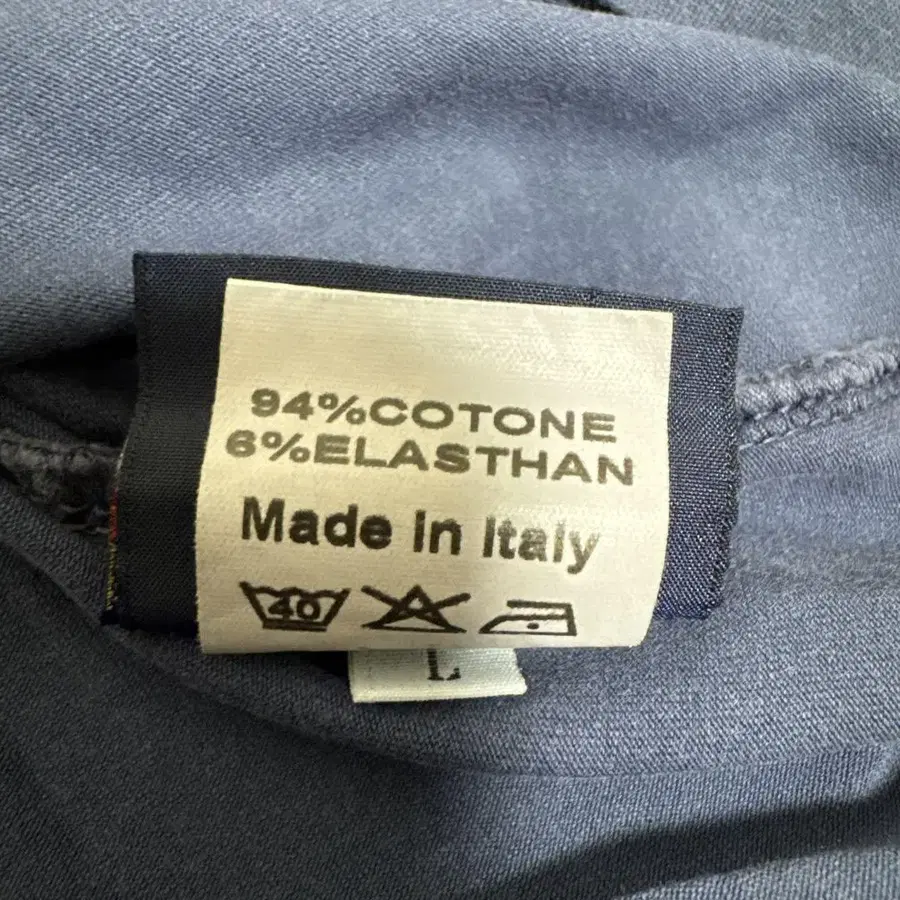 94%COTONE
6%ELASTHAN
Made in Italy
40
L